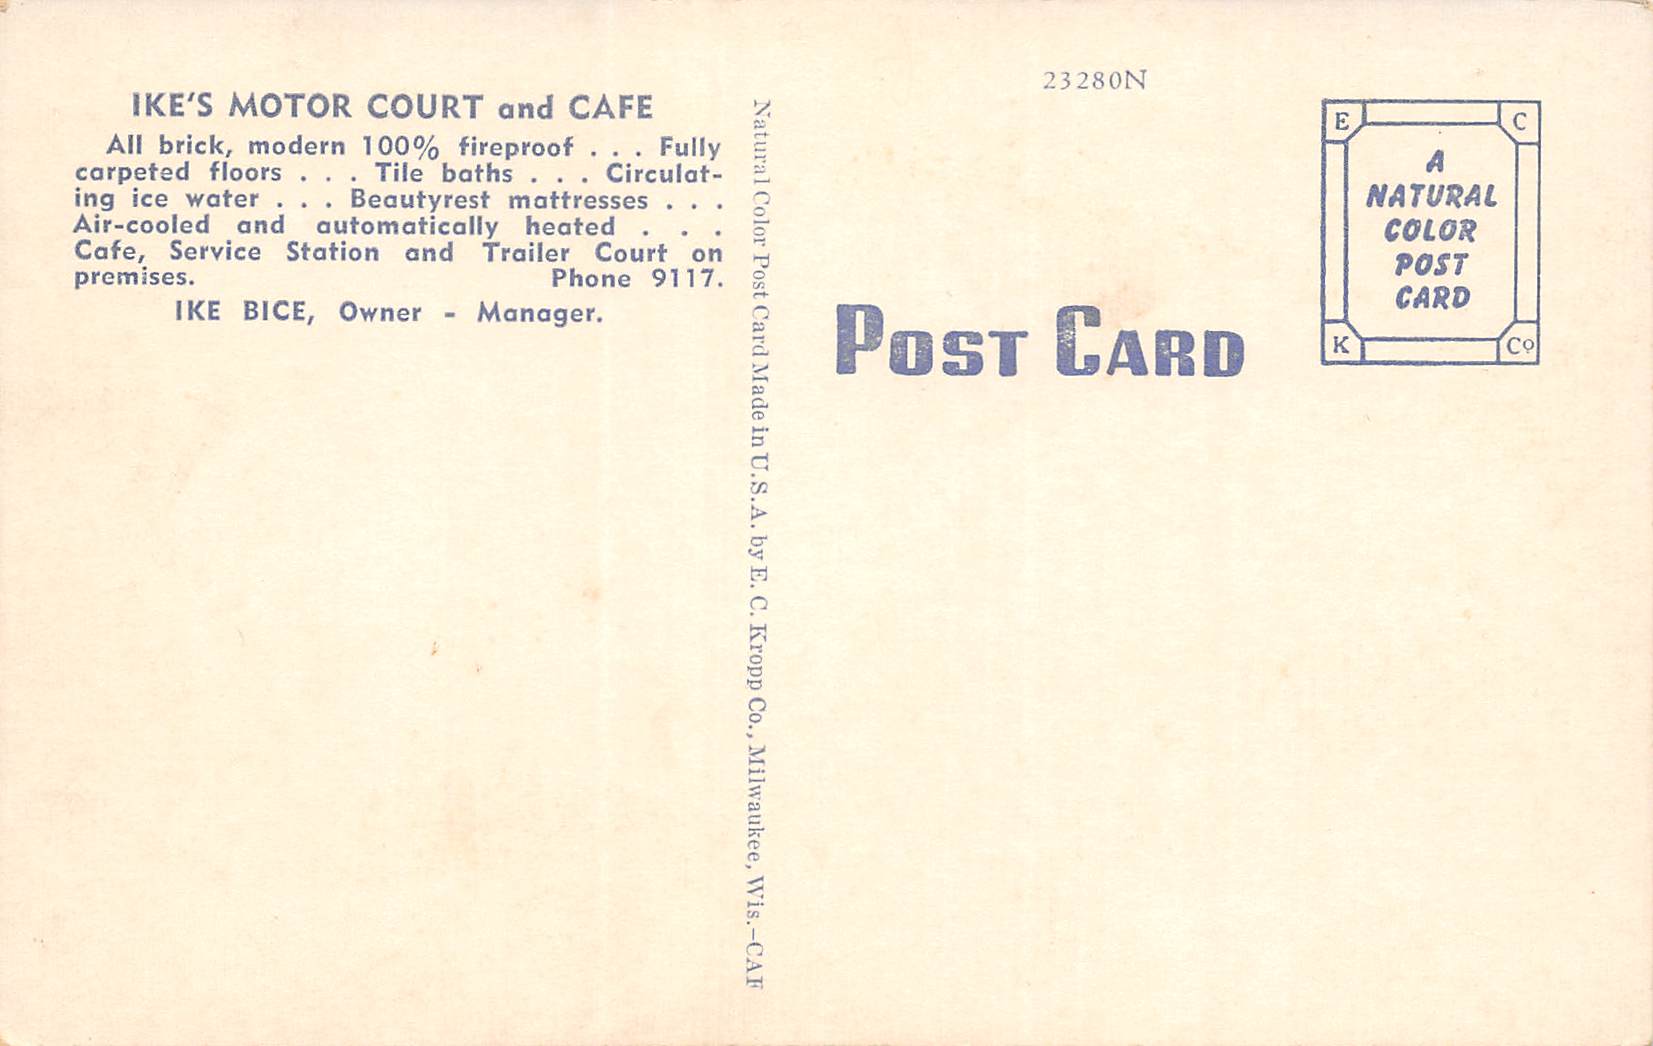 IKE'S MOTOR COURT and CAFE
All brick, modern 100% fireproof . . . Fully
carpeted floors . . . Tile baths . . . Circulat-
ing ice water . . . Beautyrest mattresses . . .
Air-cooled and automatically heated . . .
Cafe, Service Station and Trailer Court on
premises. Phone 9117.
IKE BICE, Owner - Manager.
Natural Color Post Card Made in U.S.A. by E. C. Kropp Co., Milwaukee, Wis.-CAF
23280N
POST CARD
E C
A
NATURAL
COLOR
POST
CARD
K Co